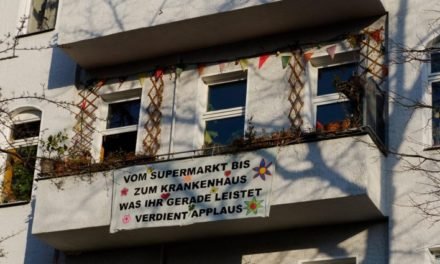 VOM SUPERMARKT BIS
ZUM KRANKENHAUS
WAS IHR GERADE LEISTET
VERDIENT APPLAUS